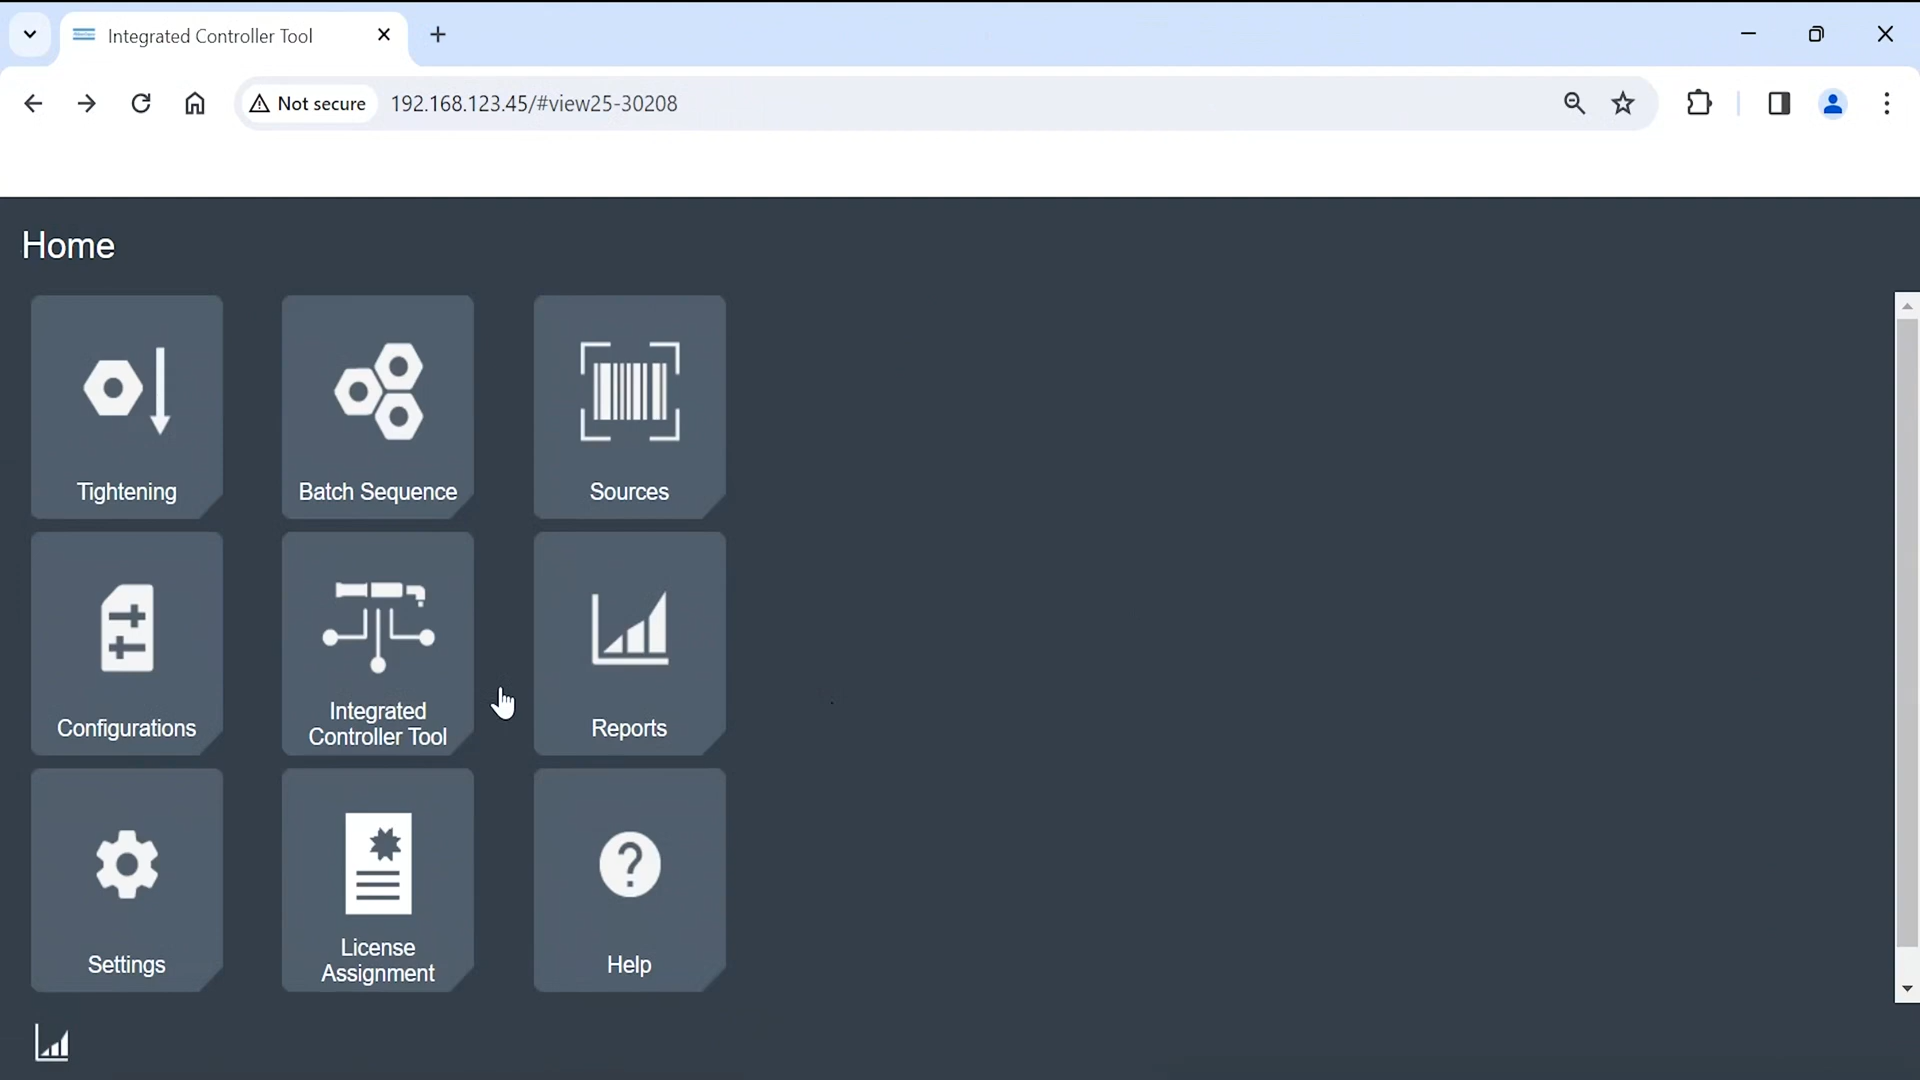 Integrated Controller Tool
Not secure
192.168.123.45/#view25-30208
Home
Tightening
Batch Sequence
Sources
Configurations
Integrated
Controller Tool
Reports
Settings
License
Assignment
Help